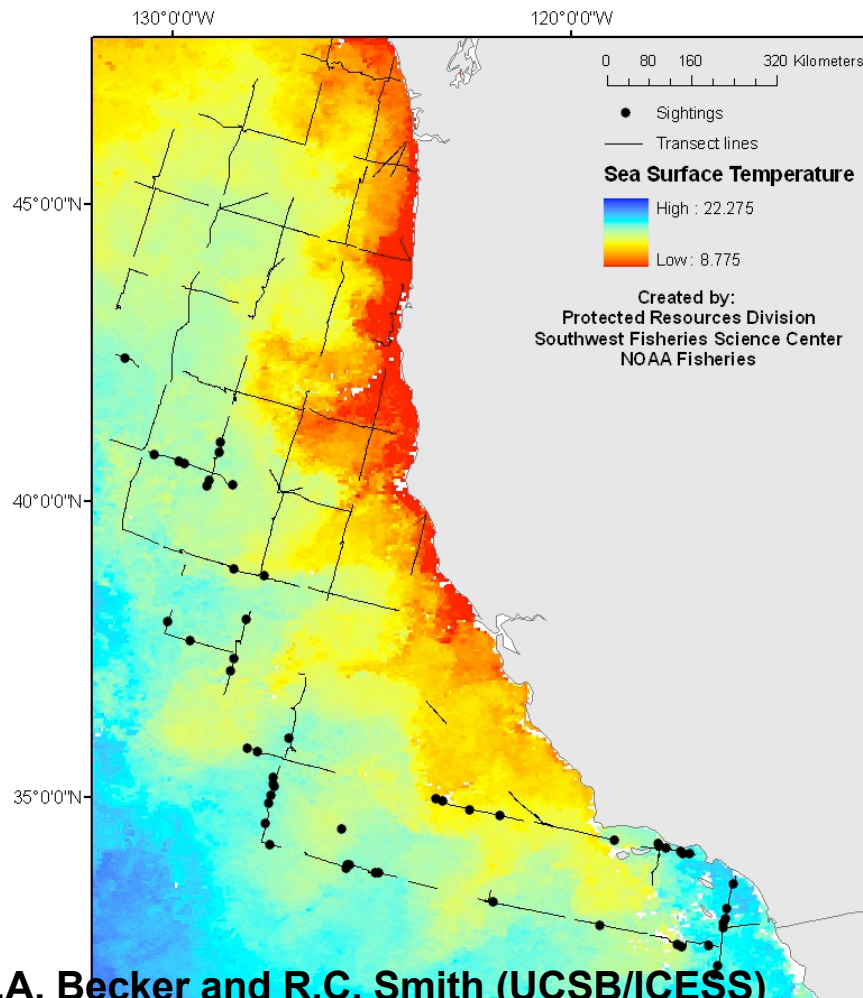 130°0'0"W
120°0'0"W
0 80 160 320 Kilometers
Sightings
Transect lines
Sea Surface Temperature
High : 22.275
Low : 8.775
Created by:
Protected Resources Division
Southwest Fisheries Science Center
NOAA Fisheries
45°0'0"N
40°0'0"N
35°0'0"N
.A. Becker and R.C. Smith (UCSB/ICESS)